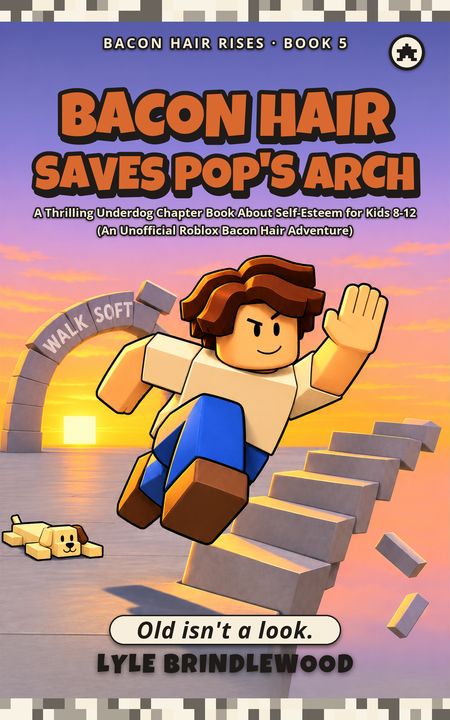 BACON HAIR RISES · BOOK 5
BACON HAIR
SAVES POP'S ARCH
A Thrilling Underdog Chapter Book About Self-Esteem for Kids 8-12
(An Unofficial Roblox Bacon Hair Adventure)
WALK SOFT
Old isn't a look.
LYLE BRINDLEWOOD